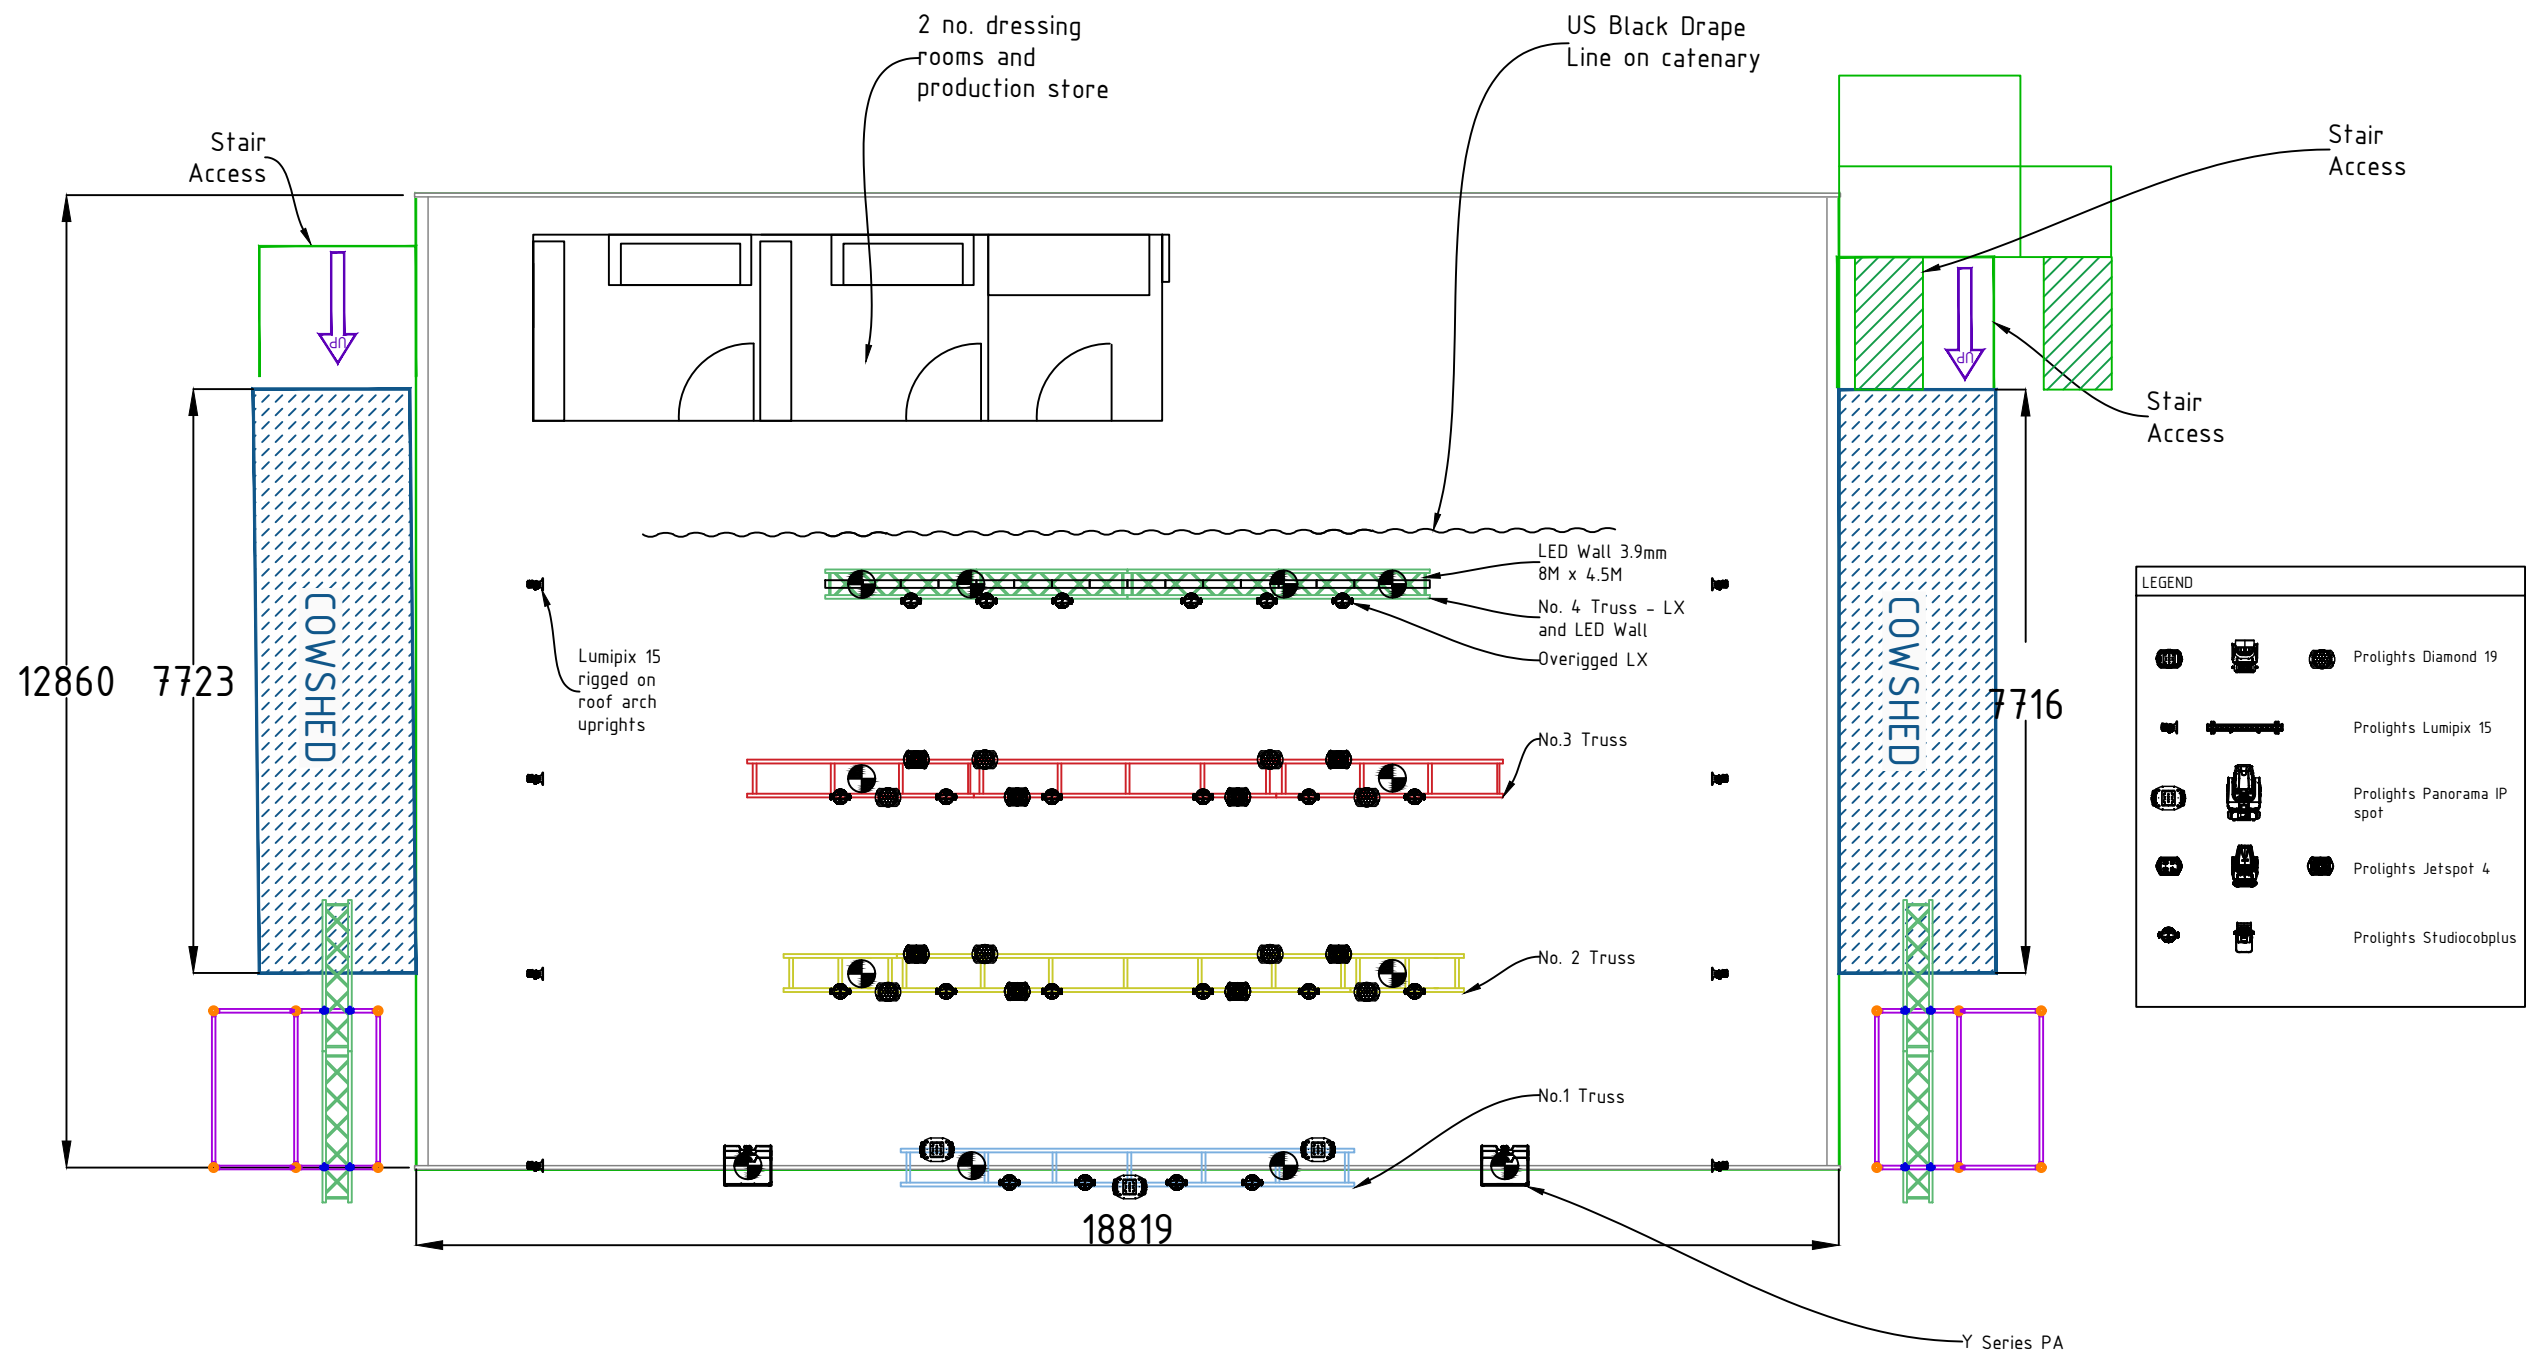 2 no. dressing
rooms and
production store
US Black Drape
Line on catenary
Stair
Access
Stair
Access
Stair
Access
UP
UP
12860
7723
COWSHED
COWSHED
7716
LED Wall 3.9mm
8M x 4.5M
No. 4 Truss - LX
and LED Wall
Overigged LX
Lumipix 15
rigged on
roof arch
uprights
No.3 Truss
No. 2 Truss
No.1 Truss
18819
Y Series PA
LEGEND
Prolights Diamond 19
Prolights Lumipix 15
Prolights Panorama IP
spot
Prolights Jetspot 4
Prolights Studiocobplus